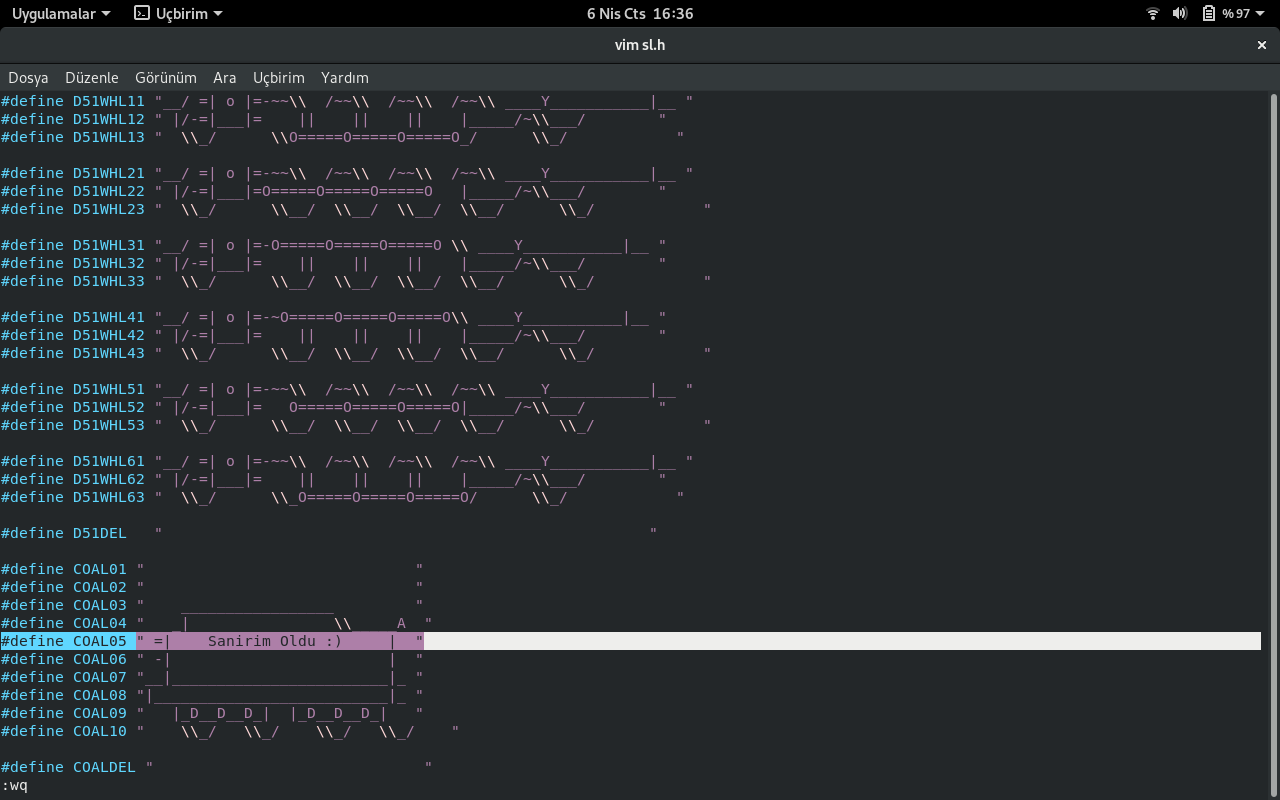 Uygulamalar Uçbirim 6 Nis Cts 16:36 %97
vim sl.h ×
Dosya Düzenle Görünüm Ara Uçbirim Yardım
#define D51WHL11 "__/ =| o |=-~~\\  /~~\\  /~~\\  /~~\\ ____Y___________|__ "
#define D51WHL12 " |/-=|___|=    ||    ||    ||    |_____/~\\___/        "
#define D51WHL13 "  \\_/      \\O=====O=====O=====O_/      \\_/            "
#define D51WHL21 "__/ =| o |=-~~\\  /~~\\  /~~\\  /~~\\ ____Y___________|__ "
#define D51WHL22 " |/-=|___|=O=====O=====O=====O   |_____/~\\___/        "
#define D51WHL23 "  \\_/      \\__/  \\__/  \\__/  \\__/      \\_/            "
#define D51WHL31 "__/ =| o |=-O=====O=====O=====O \\ ____Y___________|__ "
#define D51WHL32 " |/-=|___|=    ||    ||    ||    |_____/~\\___/        "
#define D51WHL33 "  \\_/      \\__/  \\__/  \\__/  \\__/      \\_/            "
#define D51WHL41 "__/ =| o |=-~O=====O=====O=====O\\ ____Y___________|__ "
#define D51WHL42 " |/-=|___|=    ||    ||    ||    |_____/~\\___/        "
#define D51WHL43 "  \\_/      \\__/  \\__/  \\__/  \\__/      \\_/            "
#define D51WHL51 "__/ =| o |=-~~\\  /~~\\  /~~\\  /~~\\ ____Y___________|__ "
#define D51WHL52 " |/-=|___|=   O=====O=====O=====O|_____/~\\___/        "
#define D51WHL53 "  \\_/      \\__/  \\__/  \\__/  \\__/      \\_/            "
#define D51WHL61 "__/ =| o |=-~~\\  /~~\\  /~~\\  /~~\\ ____Y___________|__ "
#define D51WHL62 " |/-=|___|=    ||    ||    ||    |_____/~\\___/        "
#define D51WHL63 "  \\_/      \\_O=====O=====O=====O/      \\_/            "
#define D51DEL   "                                                      "
#define COAL01 "                              "
#define COAL02 "                              "
#define COAL03 "    _________________         "
#define COAL04 "   _|                \\_____A  "
#define COAL05 " =|    Sanirim Oldu :)     |  "
#define COAL06 " -|                        |  "
#define COAL07 "__|________________________|_ "
#define COAL08 "|__________________________|_ "
#define COAL09 "   |_D__D__D_|  |_D__D__D_|   "
#define COAL10 "    \\_/   \\_/    \\_/   \\_/    "
#define COALDEL "                              "
:wq